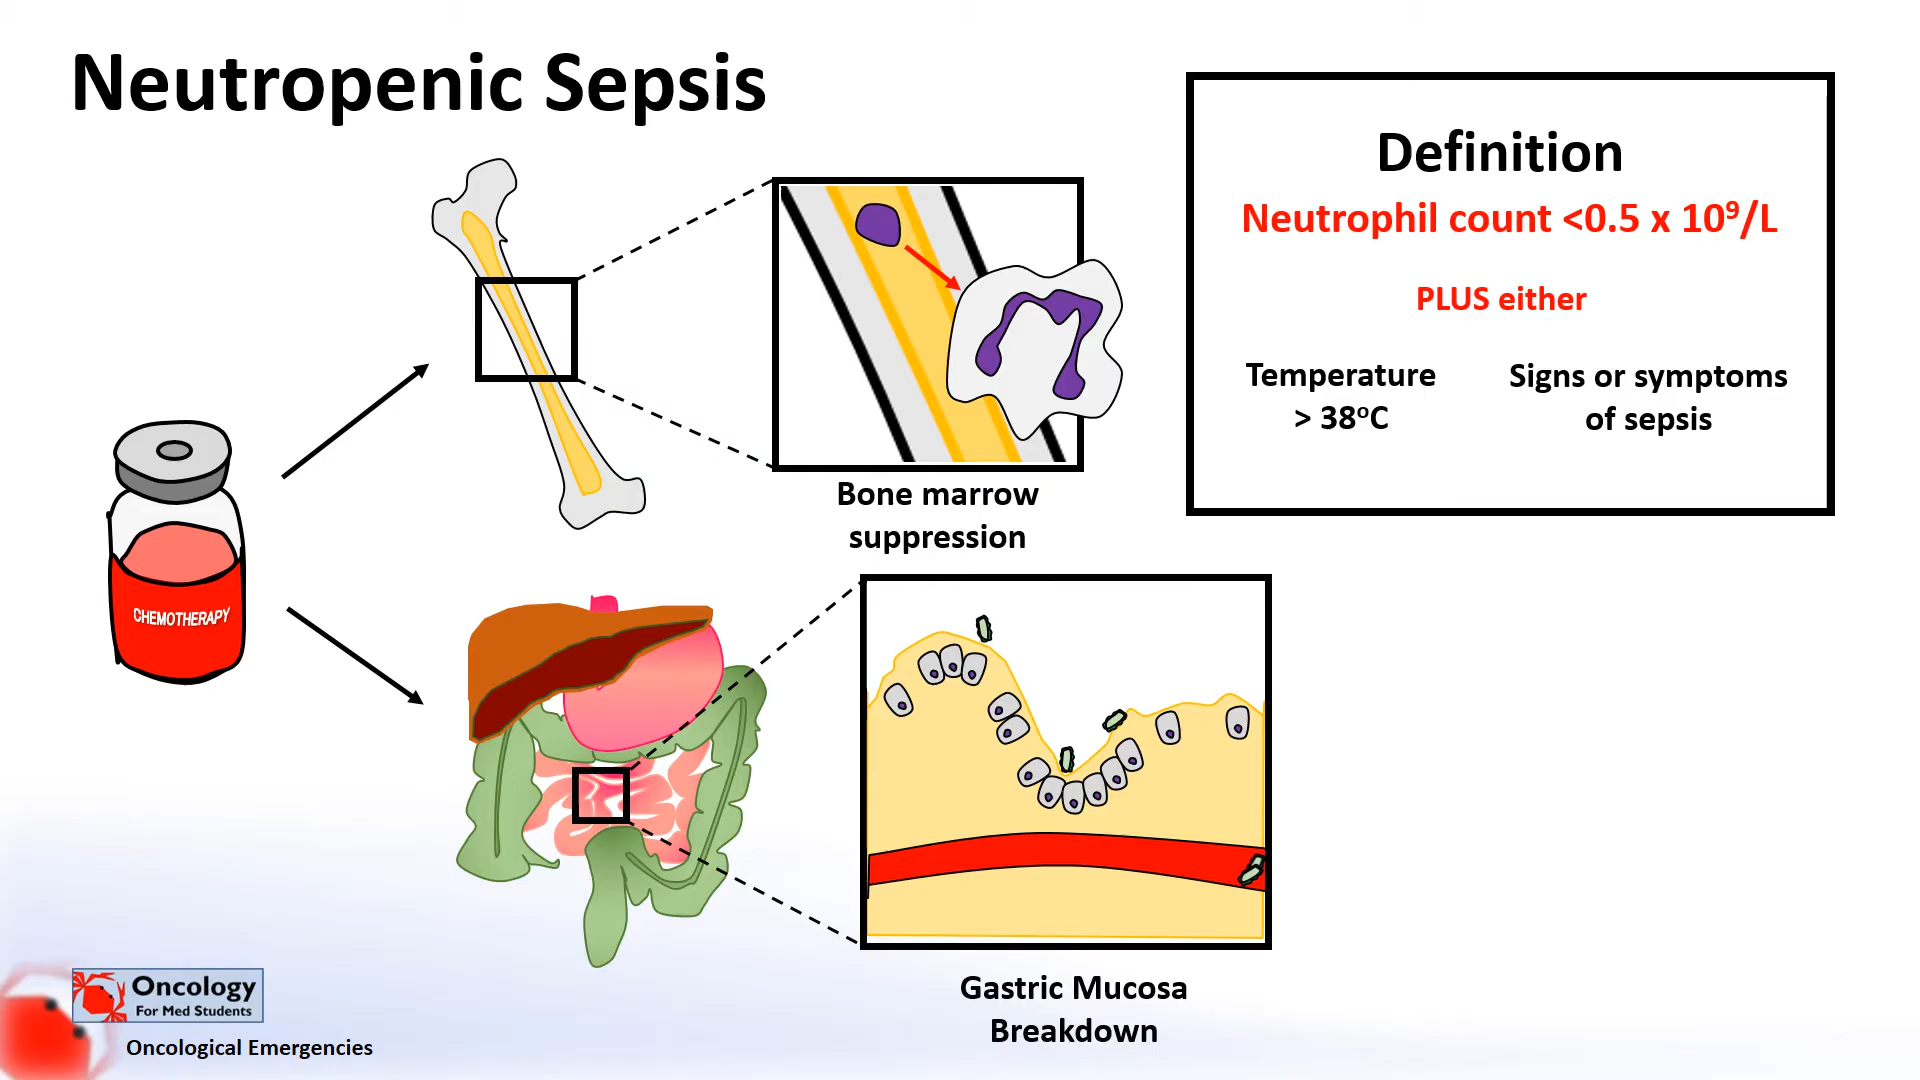 Neutropenic Sepsis
Definition
Neutrophil count <0.5 x 10⁹/L
PLUS either
Temperature
> 38ºC
Signs or symptoms
of sepsis
Bone marrow
suppression
CHEMOTHERAPY
Gastric Mucosa
Breakdown
Oncology
For Med Students
Oncological Emergencies